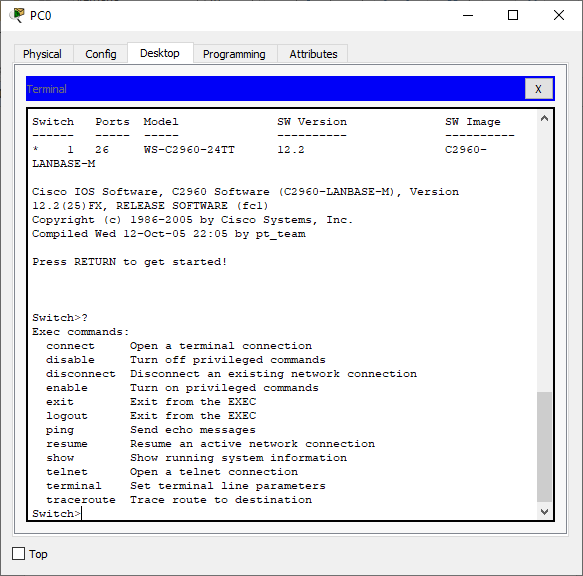 PC0
Physical Config Desktop Programming Attributes
Terminal X
Switch Ports Model SW Version SW Image
------ ----- ----- ---------- ----------
* 1 26 WS-C2960-24TT 12.2 C2960-
LANBASE-M
Cisco IOS Software, C2960 Software (C2960-LANBASE-M), Version
12.2(25)FX, RELEASE SOFTWARE (fc1)
Copyright (c) 1986-2005 by Cisco Systems, Inc.
Compiled Wed 12-Oct-05 22:05 by pt_team
Press RETURN to get started!
Switch>?
Exec commands:
connect Open a terminal connection
disable Turn off privileged commands
disconnect Disconnect an existing network connection
enable Turn on privileged commands
exit Exit from the EXEC
logout Exit from the EXEC
ping Send echo messages
resume Resume an active network connection
show Show running system information
telnet Open a telnet connection
terminal Set terminal line parameters
traceroute Trace route to destination
Switch>
Top